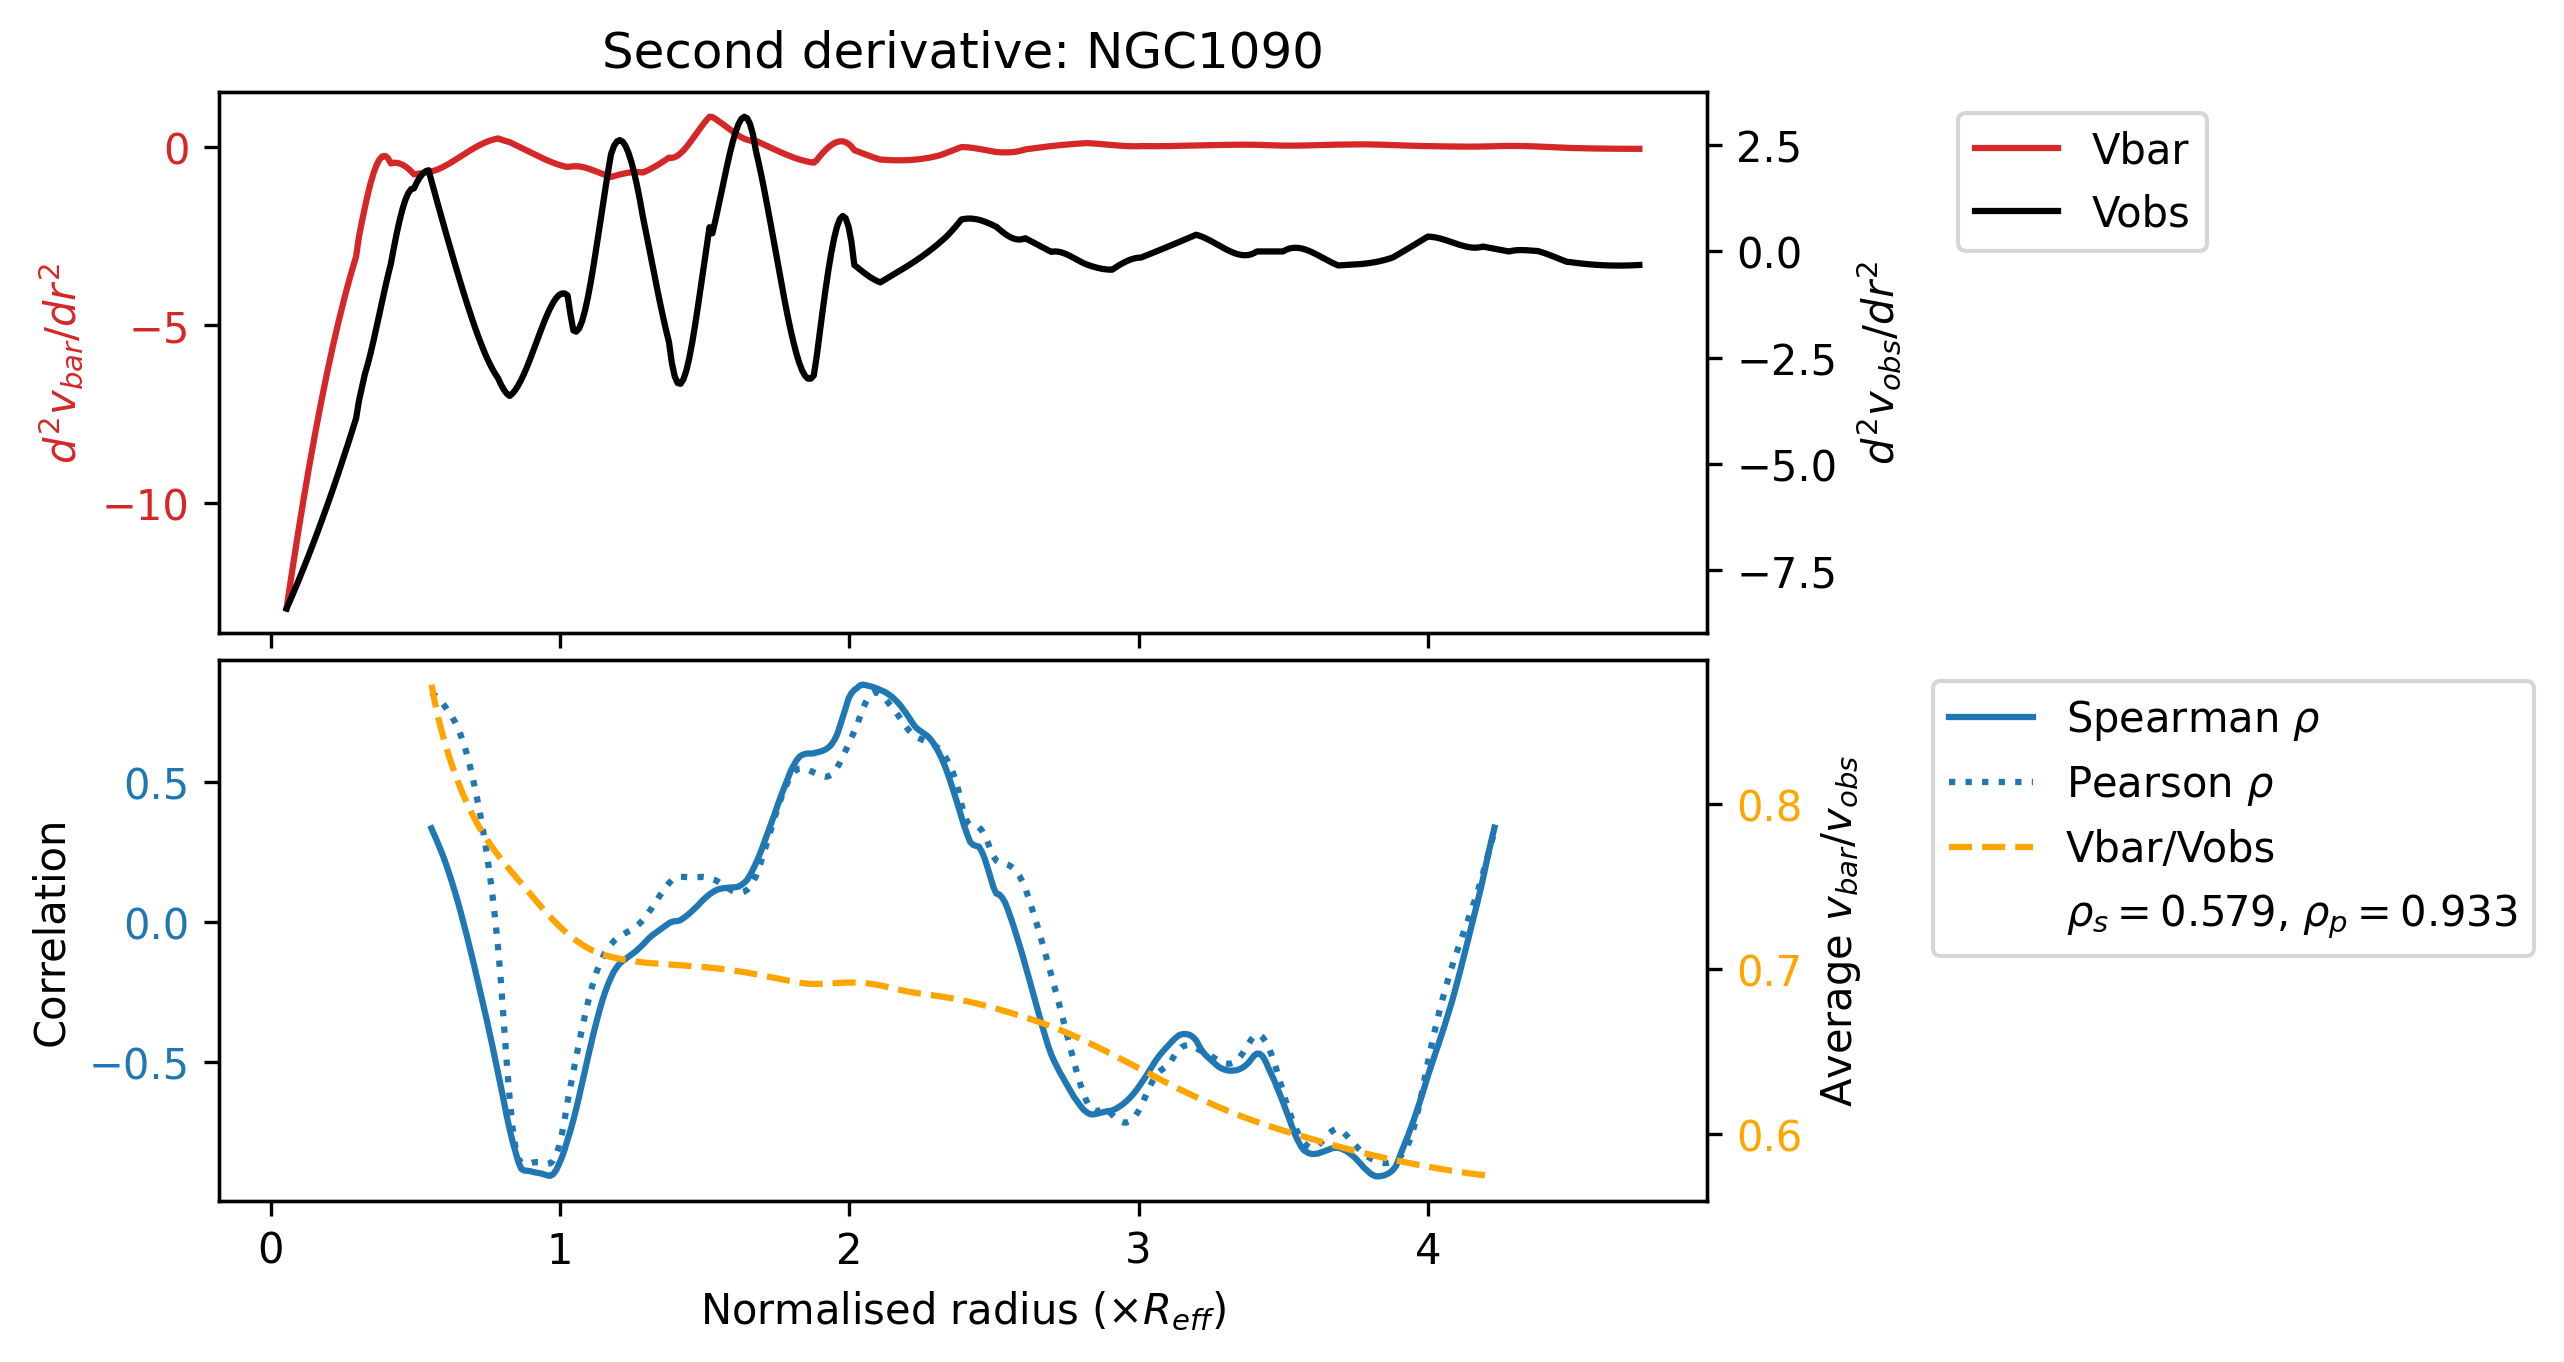 Second derivative: NGC1090
0
−5
−10
d²v_bar/dr²
2.5
0.0
−2.5
−5.0
−7.5
d²v_obs/dr²
Vbar
Vobs
0.5
0.0
−0.5
Correlation
0.8
0.7
0.6
Average v_bar/v_obs
Spearman ρ
Pearson ρ
Vbar/Vobs
ρ_s = 0.579, ρ_p = 0.933
0 1 2 3 4
Normalised radius (×R_eff)